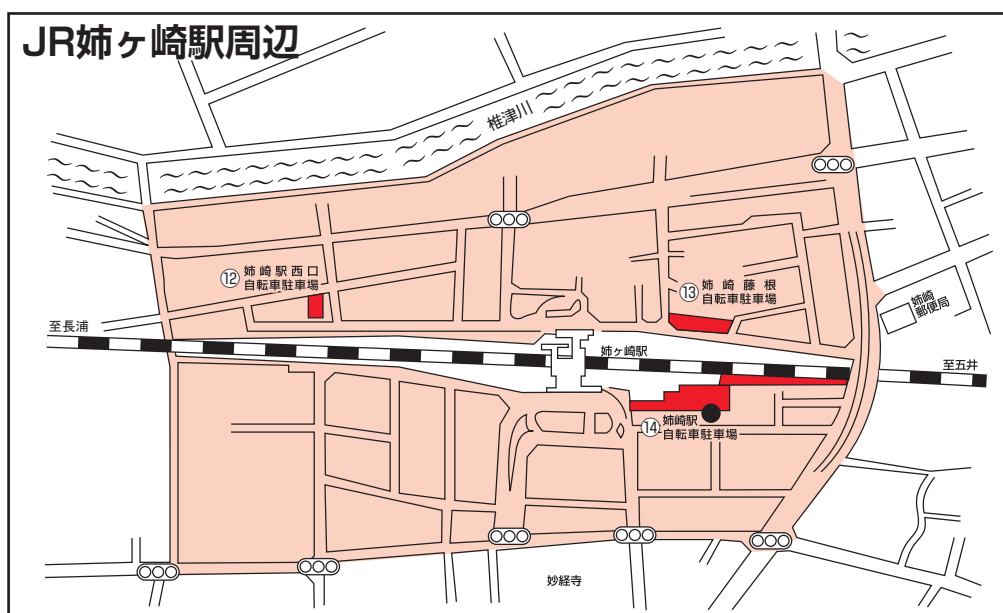 JR姉ヶ崎駅周辺
椎津川
⑫ 姉崎駅西口
自転車駐車場
⑬ 姉崎藤根
自転車駐車場
姉崎
郵便局
至長浦
姉ヶ崎駅
至五井
⑭ 姉崎駅
自転車駐車場
妙経寺